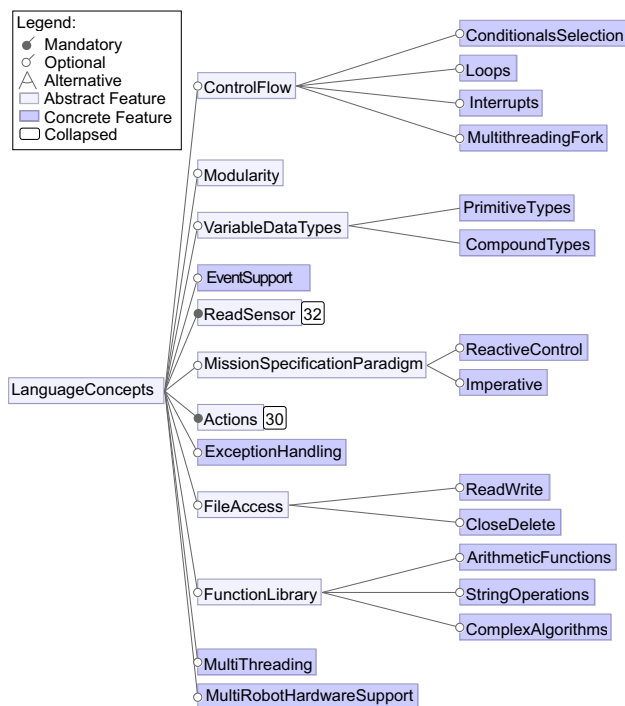 Legend:
Mandatory
Optional
Alternative
Abstract Feature
Concrete Feature
Collapsed
LanguageConcepts
ControlFlow
ConditionalsSelection
Loops
Interrupts
MultithreadingFork
Modularity
VariableDataTypes
PrimitiveTypes
CompoundTypes
EventSupport
ReadSensor 32
MissionSpecificationParadigm
ReactiveControl
Imperative
Actions 30
ExceptionHandling
FileAccess
ReadWrite
CloseDelete
FunctionLibrary
ArithmeticFunctions
StringOperations
ComplexAlgorithms
MultiThreading
MultiRobotHardwareSupport